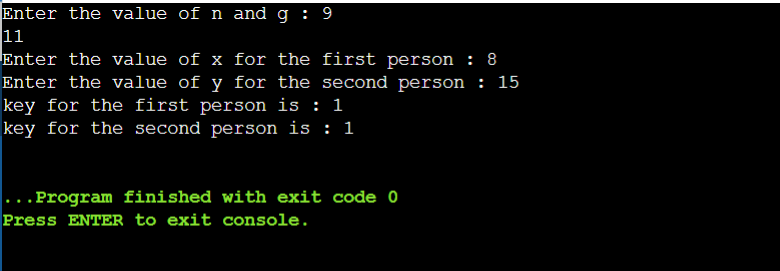 Enter the value of n and g : 9
11
Enter the value of x for the first person : 8
Enter the value of y for the second person : 15
key for the first person is : 1
key for the second person is : 1
...Program finished with exit code 0
Press ENTER to exit console.